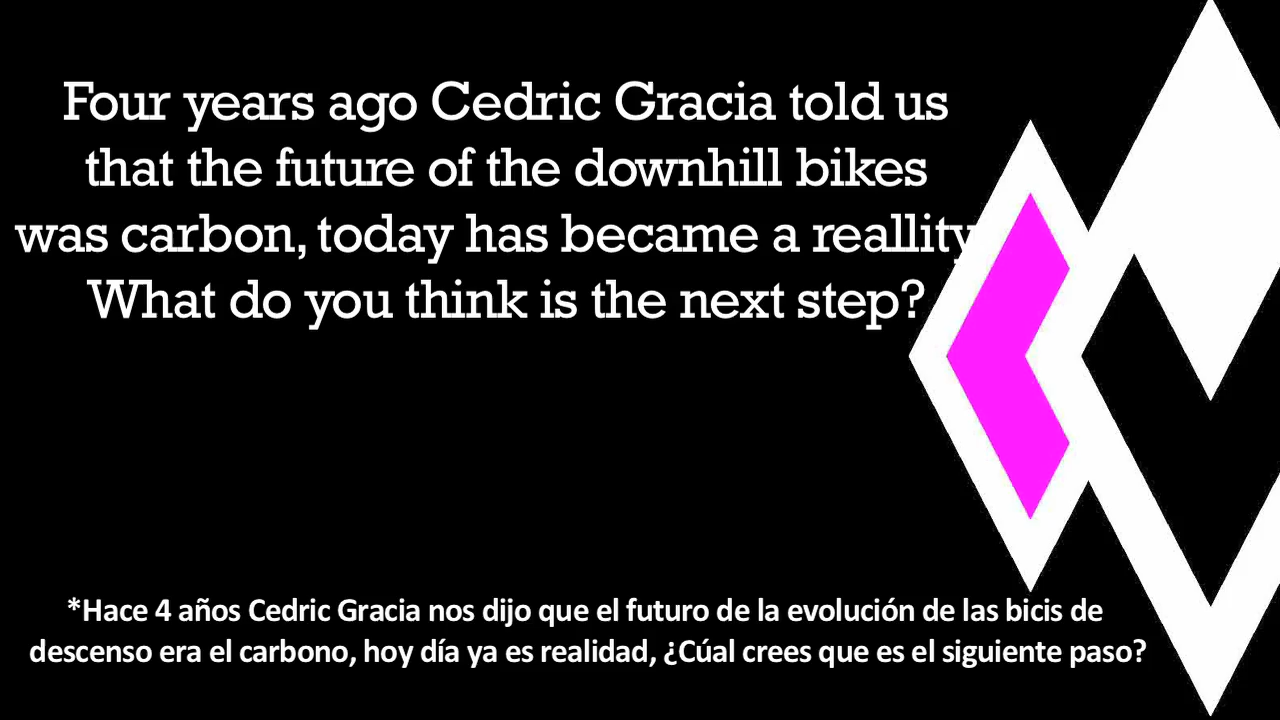 Four years ago Cedric Gracia told us
that the future of the downhill bikes
was carbon, today has became a reallity
What do you think is the next step?
*Hace 4 años Cedric Gracia nos dijo que el futuro de la evolución de las bicis de
descenso era el carbono, hoy día ya es realidad, ¿Cúal crees que es el siguiente paso?